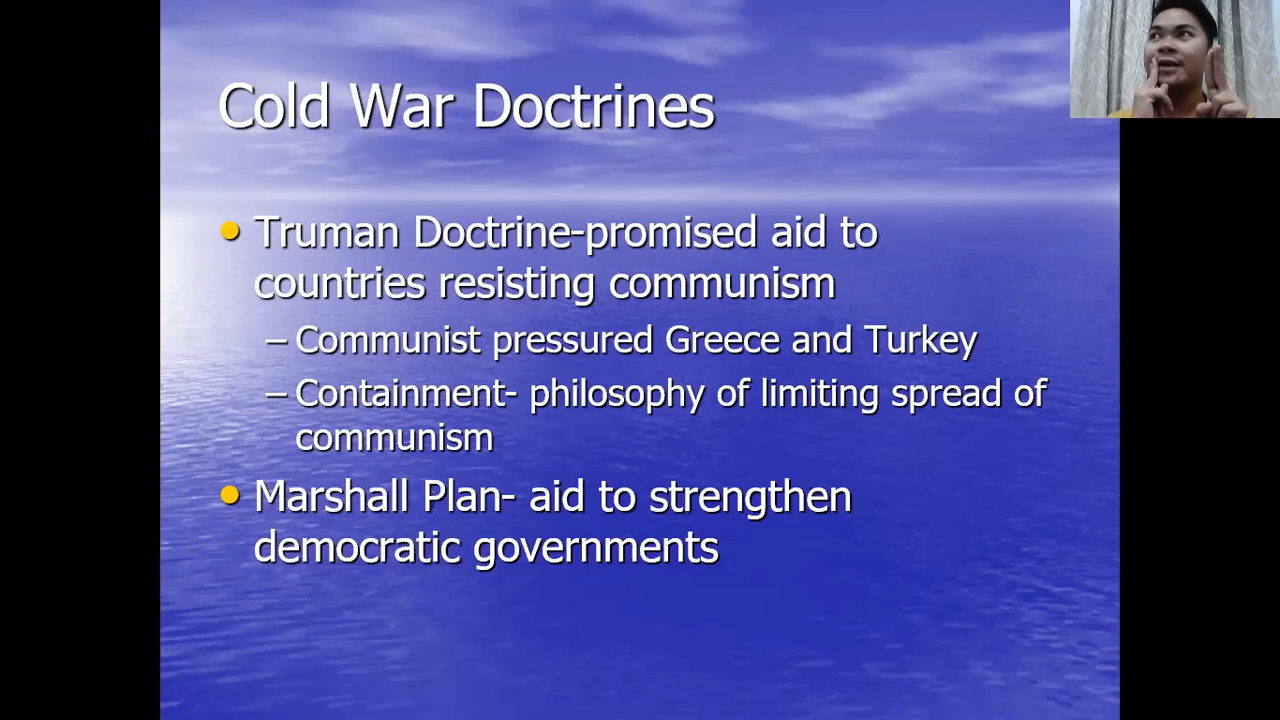 Cold War Doctrines
• Truman Doctrine-promised aid to
countries resisting communism
– Communist pressured Greece and Turkey
– Containment- philosophy of limiting spread of
communism
• Marshall Plan- aid to strengthen
democratic governments